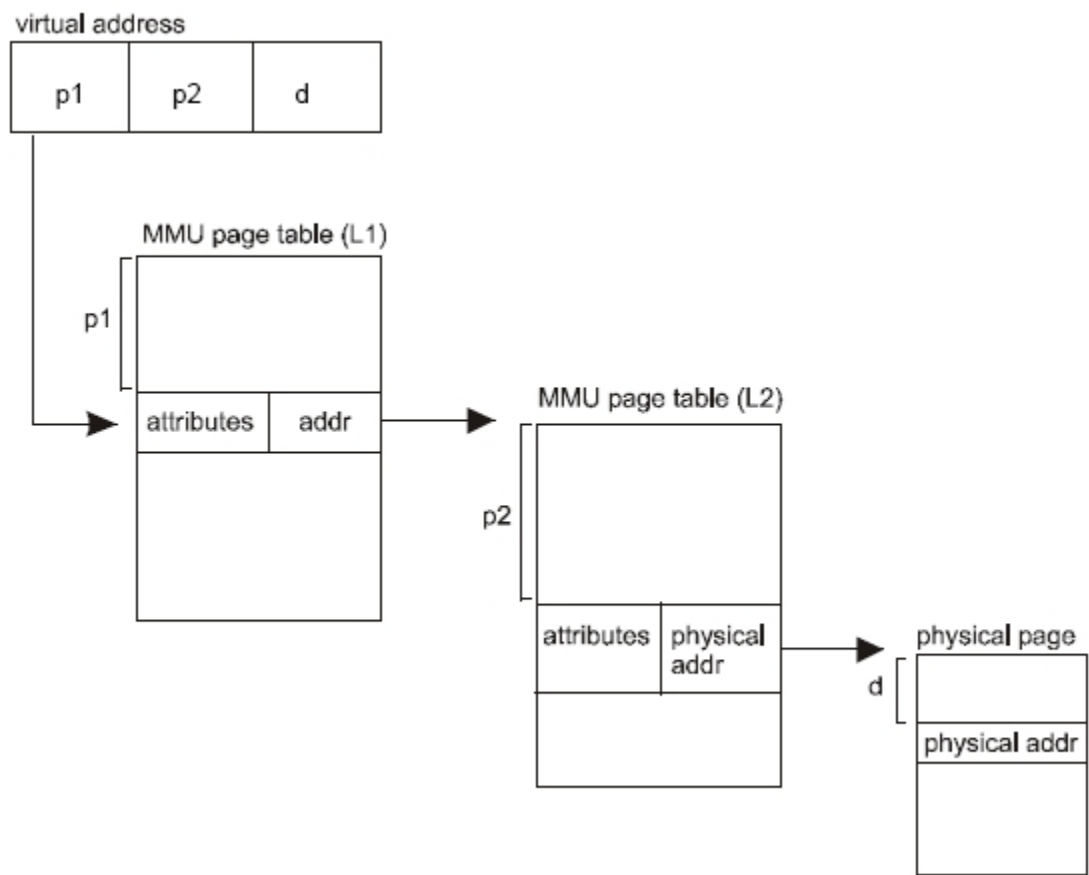 virtual address
p1 p2 d
MMU page table (L1)
p1
attributes addr
MMU page table (L2)
p2
attributes physical
addr
physical page
d
physical addr